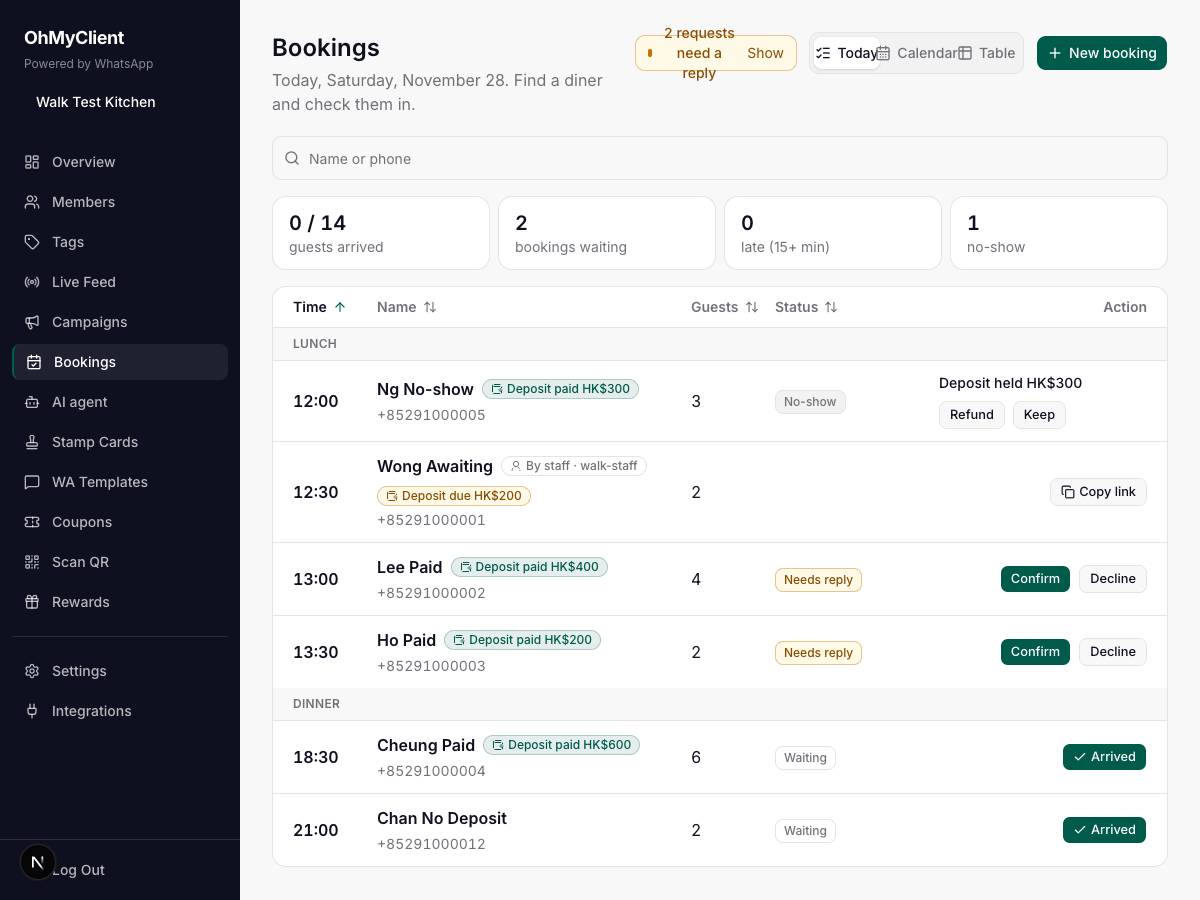 OhMyClient
Powered by WhatsApp
Walk Test Kitchen
Overview
Members
Tags
Live Feed
Campaigns
Bookings
AI agent
Stamp Cards
WA Templates
Coupons
Scan QR
Rewards
Settings
Integrations
N
Log Out
Bookings
Today, Saturday, November 28. Find a diner
and check them in.
2 requests
need a
reply
Show
Today
Calendar
Table
New booking
Name or phone
0 / 14
guests arrived
2
bookings waiting
0
late (15+ min)
1
no-show
Time Name Guests Status Action
LUNCH
12:00
Ng No-show Deposit paid HK$300
+85291000005
3
No-show
Deposit held HK$300
Refund Keep
12:30
Wong Awaiting By staff · walk-staff
Deposit due HK$200
+85291000001
2
Copy link
13:00
Lee Paid Deposit paid HK$400
+85291000002
4
Needs reply
Confirm Decline
13:30
Ho Paid Deposit paid HK$200
+85291000003
2
Needs reply
Confirm Decline
DINNER
18:30
Cheung Paid Deposit paid HK$600
+85291000004
6
Waiting
Arrived
21:00
Chan No Deposit
+85291000012
2
Waiting
Arrived